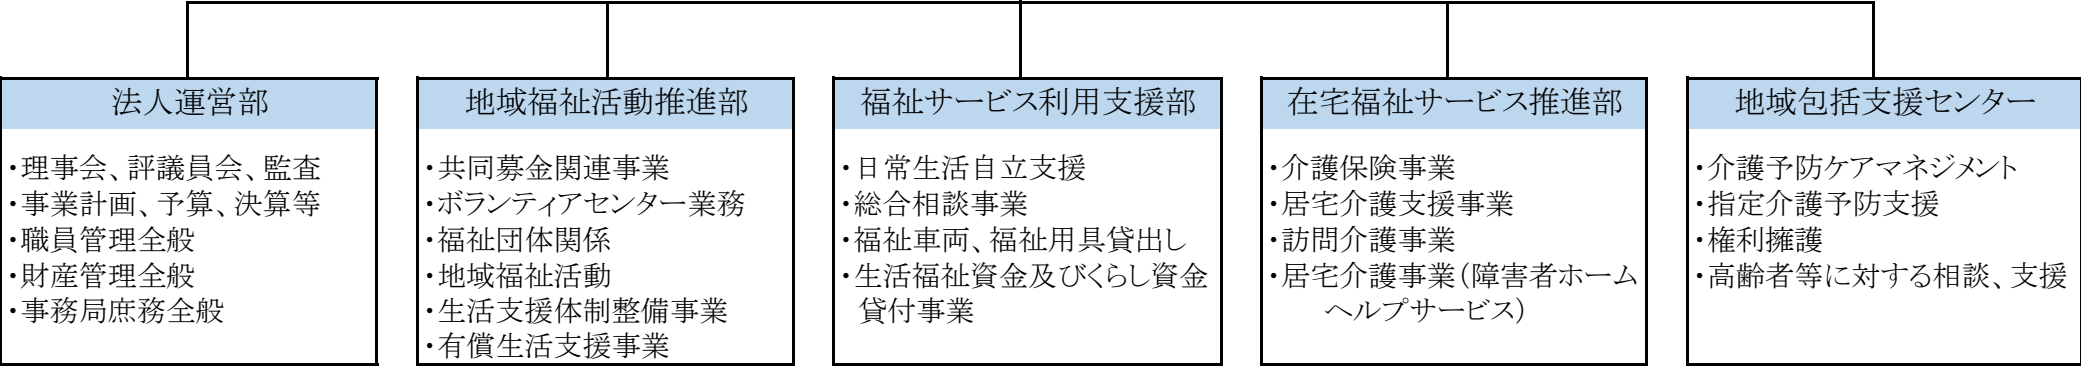 法人運営部
・理事会、評議員会、監査
・事業計画、予算、決算等
・職員管理全般
・財産管理全般
・事務局庶務全般
地域福祉活動推進部
・共同募金関連事業
・ボランティアセンター業務
・福祉団体関係
・地域福祉活動
・生活支援体制整備事業
・有償生活支援事業
福祉サービス利用支援部
・日常生活自立支援
・総合相談事業
・福祉車両、福祉用具貸出し
・生活福祉資金及びくらし資金
貸付事業
在宅福祉サービス推進部
・介護保険事業
・居宅介護支援事業
・訪問介護事業
・居宅介護事業（障害者ホーム
ヘルプサービス）
地域包括支援センター
・介護予防ケアマネジメント
・指定介護予防支援
・権利擁護
・高齢者等に対する相談、支援